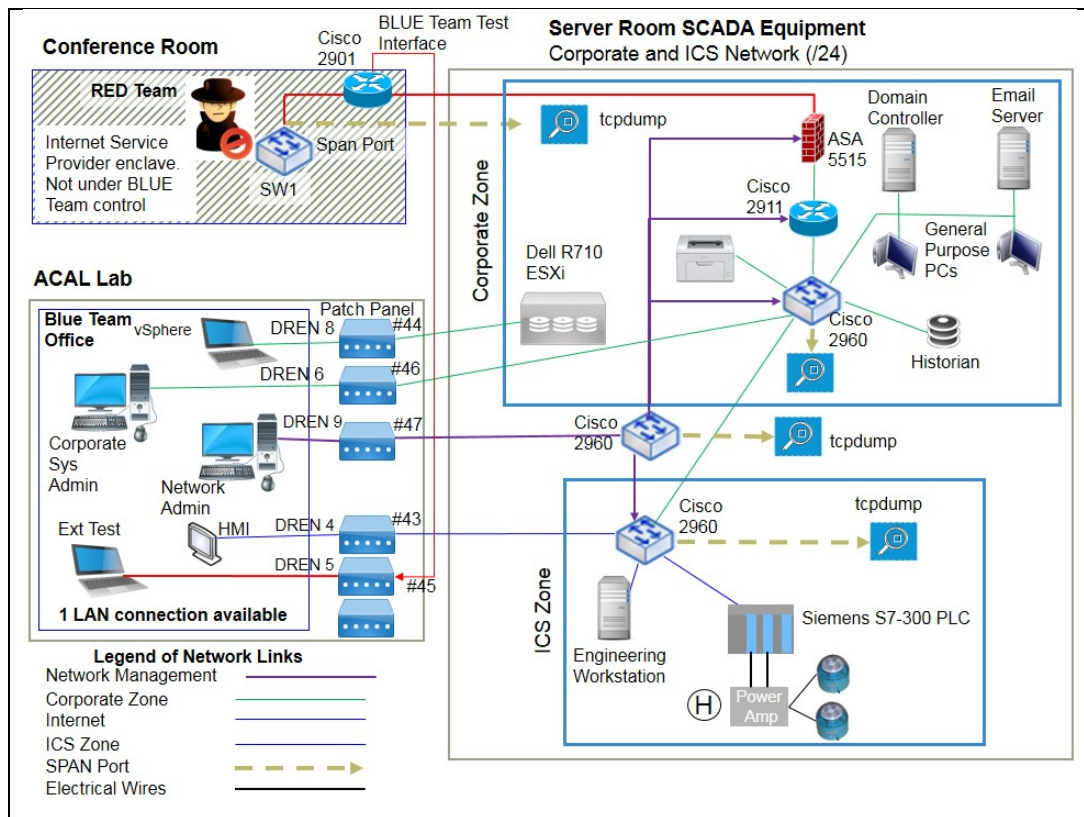 Conference Room
RED Team
Internet Service
Provider enclave.
Not under BLUE
Team control
SW1
Span Port
Cisco
2901
BLUE Team Test
Interface
Server Room SCADA Equipment
Corporate and ICS Network (/24)
Corporate Zone
tcpdump
ASA
5515
Domain
Controller
Email
Server
Cisco
2911
General
Purpose
PCs
Dell R710
ESXi
Cisco
2960
Historian
ACAL Lab
Blue Team
Office
vSphere
Patch Panel
DREN 8
#44
DREN 6
#46
Corporate
Sys
Admin
DREN 9
#47
Network
Admin
HMI
DREN 4
#43
Ext Test
DREN 5
#45
1 LAN connection available
Cisco
2960
tcpdump
ICS Zone
Cisco
2960
tcpdump
Engineering
Workstation
Siemens S7-300 PLC
H
Power
Amp
Legend of Network Links
Network Management
Corporate Zone
Internet
ICS Zone
SPAN Port
Electrical Wires